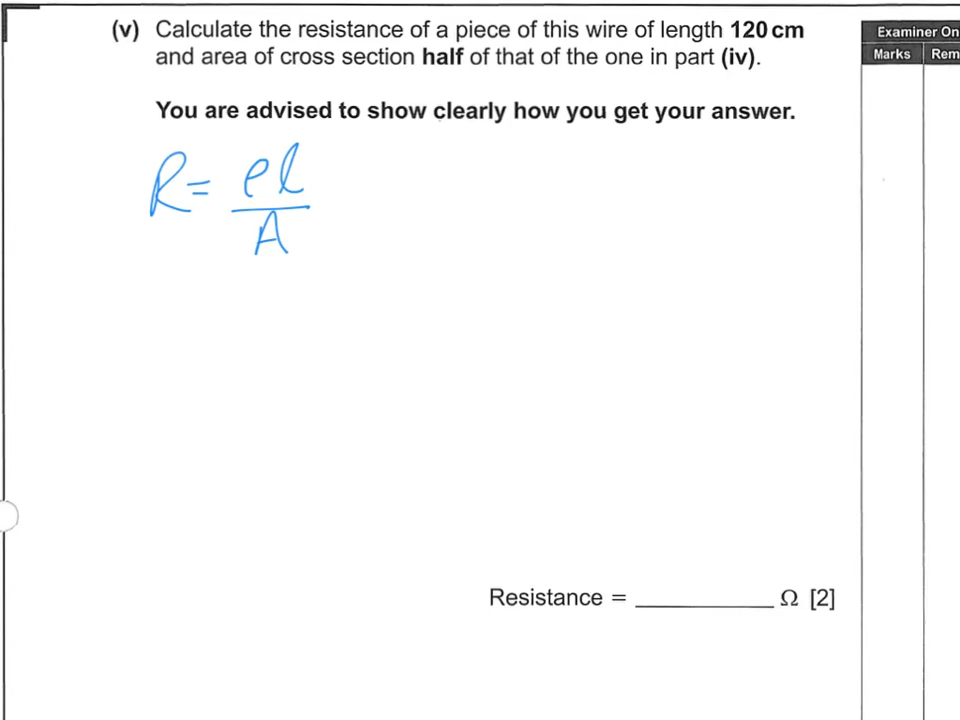 (v) Calculate the resistance of a piece of this wire of length 120 cm
and area of cross section half of that of the one in part (iv).
Examiner On
Marks Rem
You are advised to show clearly how you get your answer.
R = ρl
A
Resistance = ____________ Ω [2]